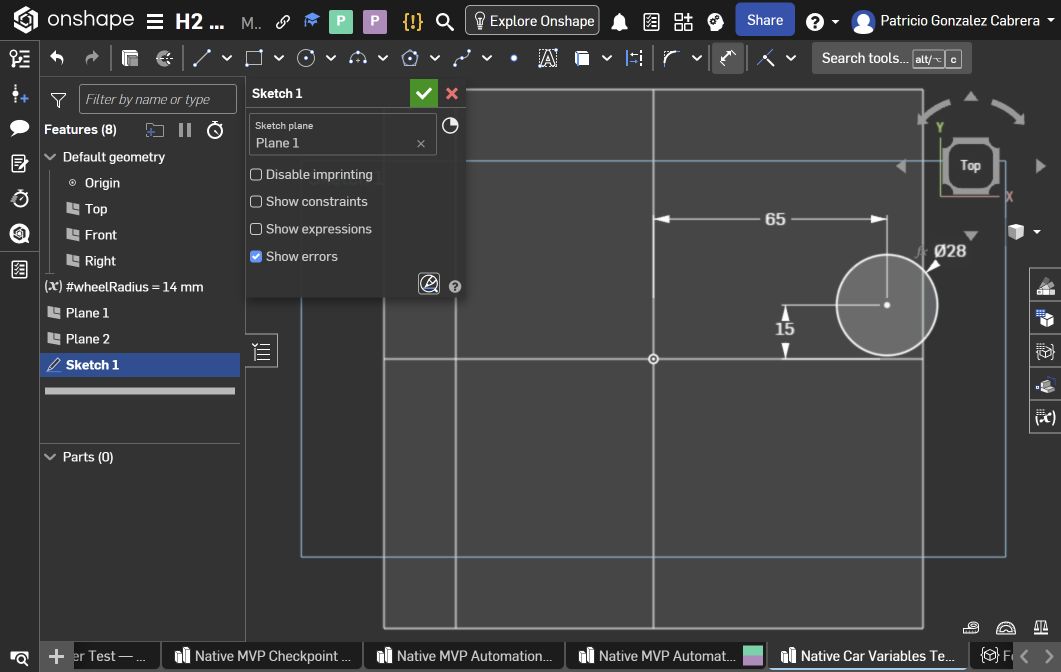 onshape
H2 ...
M..
P
P
{!}
Explore Onshape
Share
Patricio Gonzalez Cabrera
Search tools...
alt/⌥
c
Filter by name or type
Features (8)
Default geometry
Origin
Top
Front
Right
(x) #wheelRadius = 14 mm
Plane 1
Plane 2
Sketch 1
Parts (0)
Sketch 1
Sketch plane
Plane 1
Disable imprinting
Show constraints
Show expressions
Show errors
65
fx Ø28
15
Y
Top
X
(x)
er Test — ...
Native MVP Checkpoint ...
Native MVP Automation...
Native MVP Automat...
Native Car Variables Te...